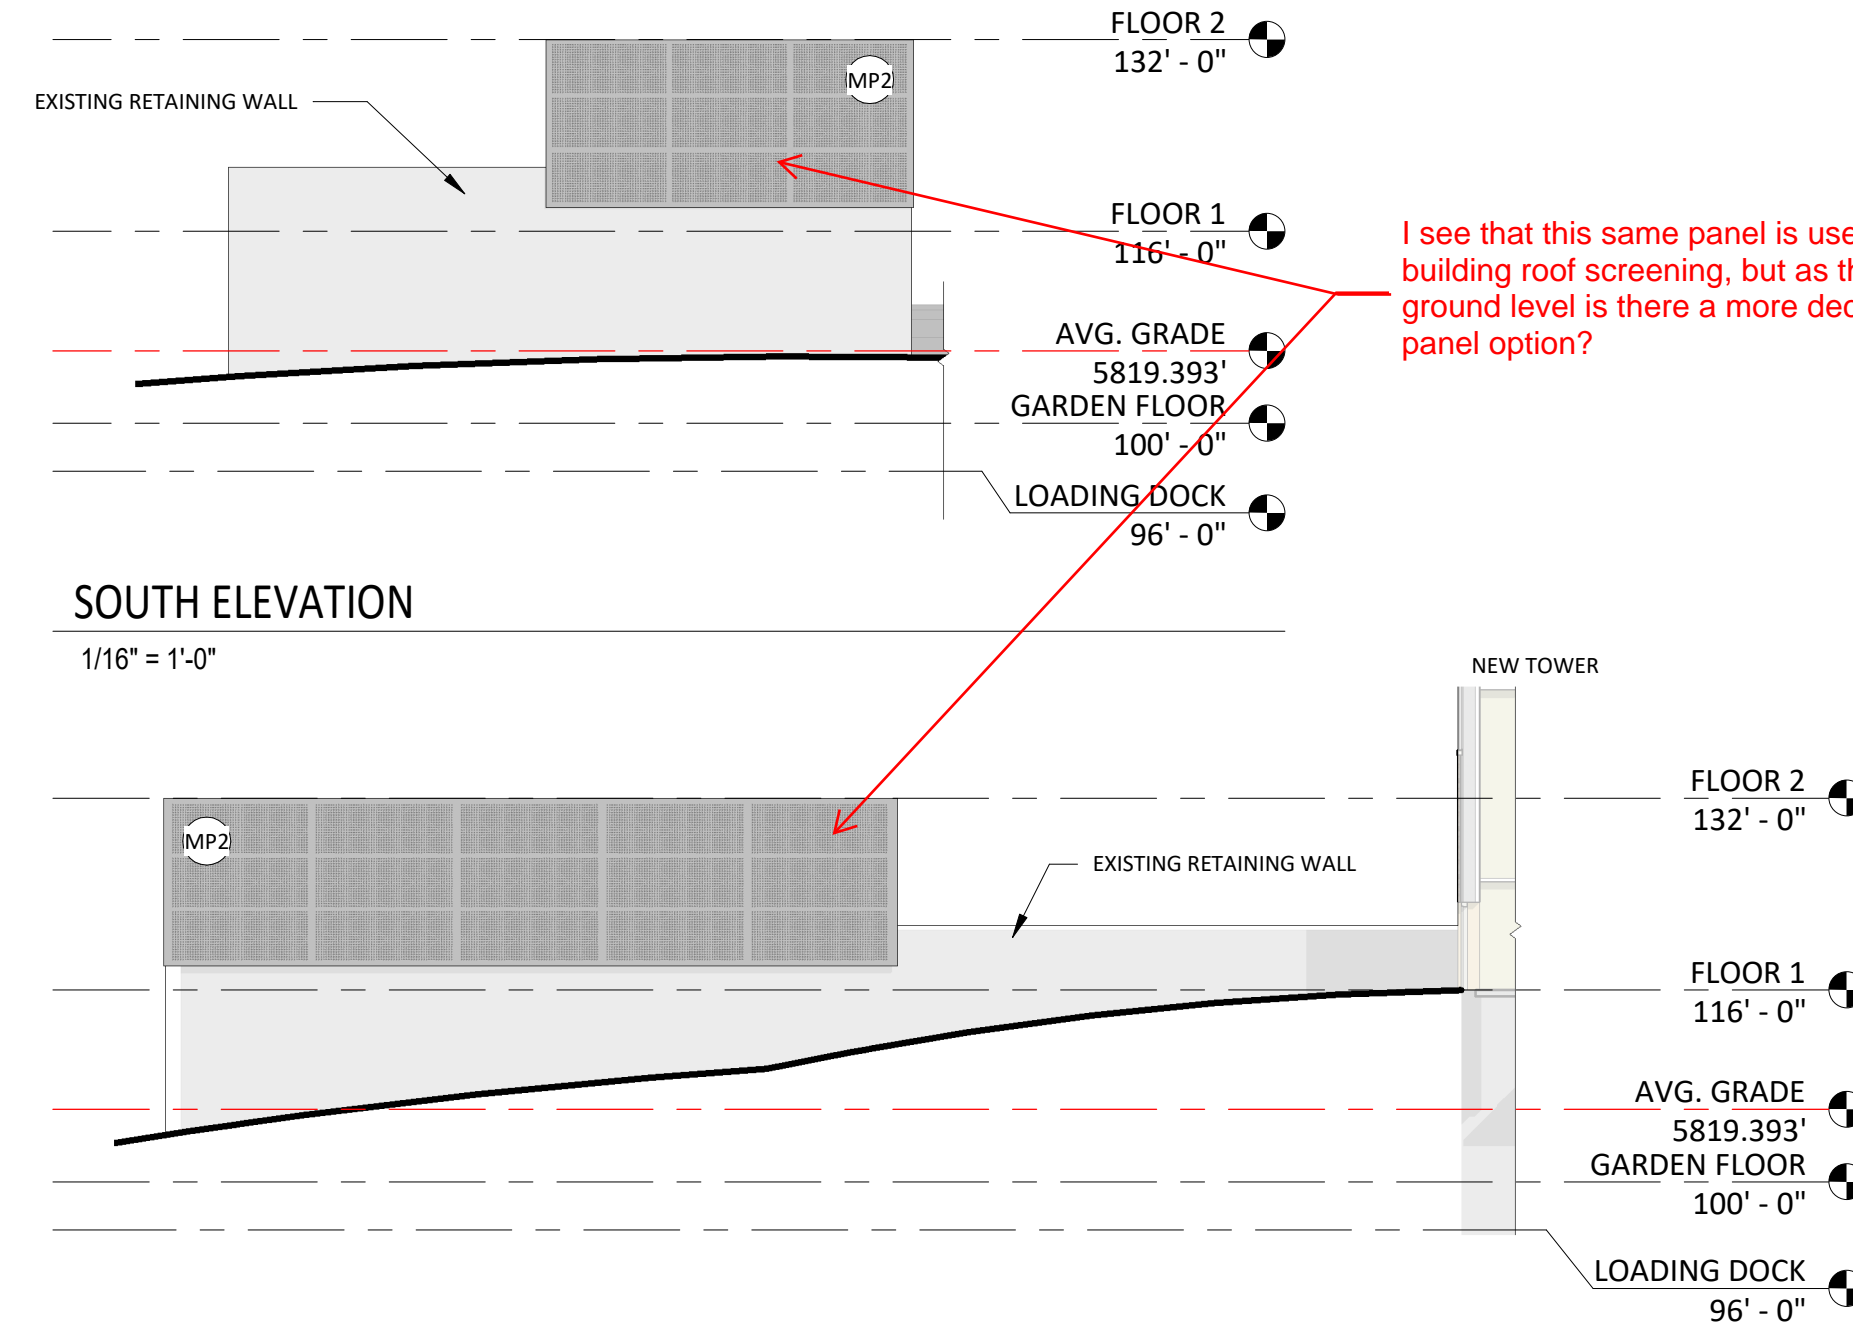 FLOOR 2
132' - 0"
MP2
EXISTING RETAINING WALL
FLOOR 1
116' - 0"
I see that this same panel is use
building roof screening, but as th
ground level is there a more dec
panel option?
AVG. GRADE
5819.393'
GARDEN FLOOR
100' - 0"
LOADING DOCK
96' - 0"
SOUTH ELEVATION
1/16" = 1'-0"
NEW TOWER
FLOOR 2
132' - 0"
MP2
EXISTING RETAINING WALL
FLOOR 1
116' - 0"
AVG. GRADE
5819.393'
GARDEN FLOOR
100' - 0"
LOADING DOCK
96' - 0"